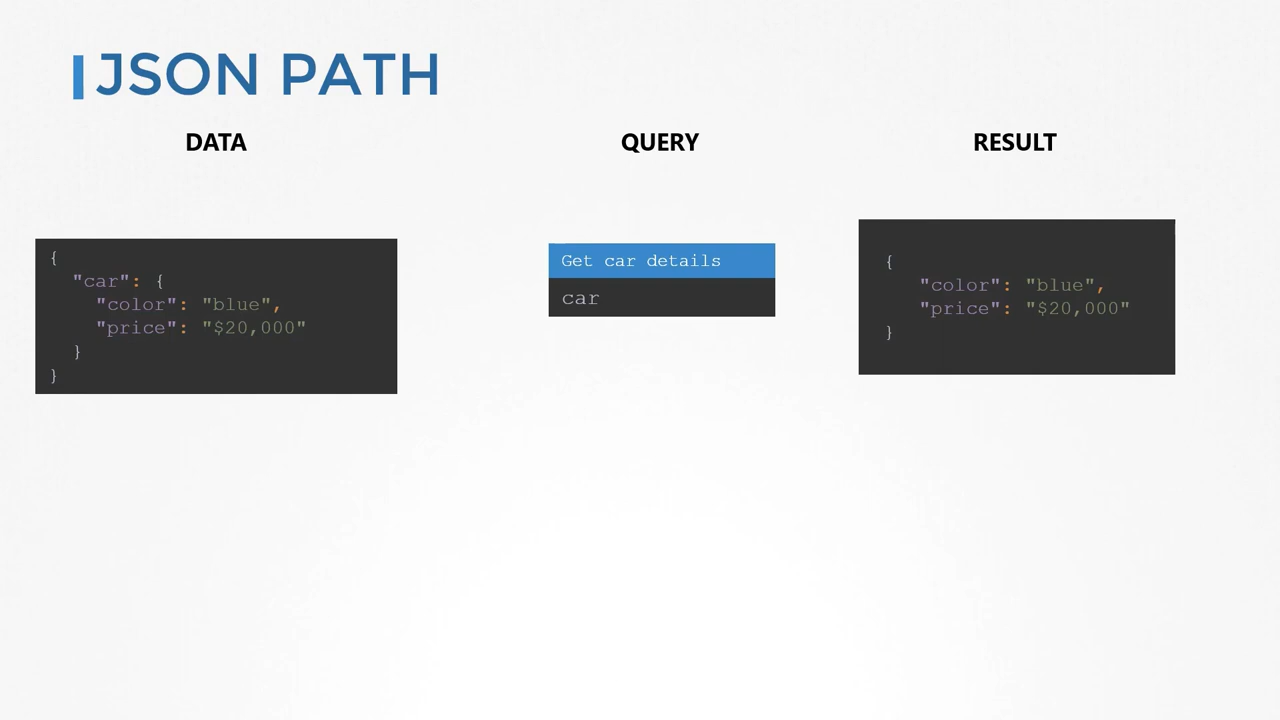 JSON PATH
DATA
QUERY
RESULT
{
"car": {
"color": "blue",
"price": "$20,000"
}
}
Get car details
car
{
"color": "blue",
"price": "$20,000"
}